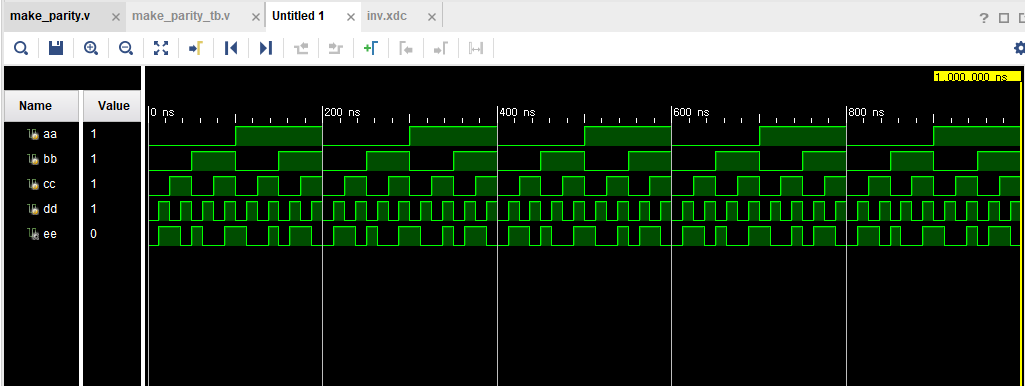 make_parity.v × make_parity_tb.v × Untitled 1 × inv.xdc ×
?
1,000.000 ns
Name Value
0 ns 200 ns 400 ns 600 ns 800 ns
aa 1
bb 1
cc 1
dd 1
ee 0